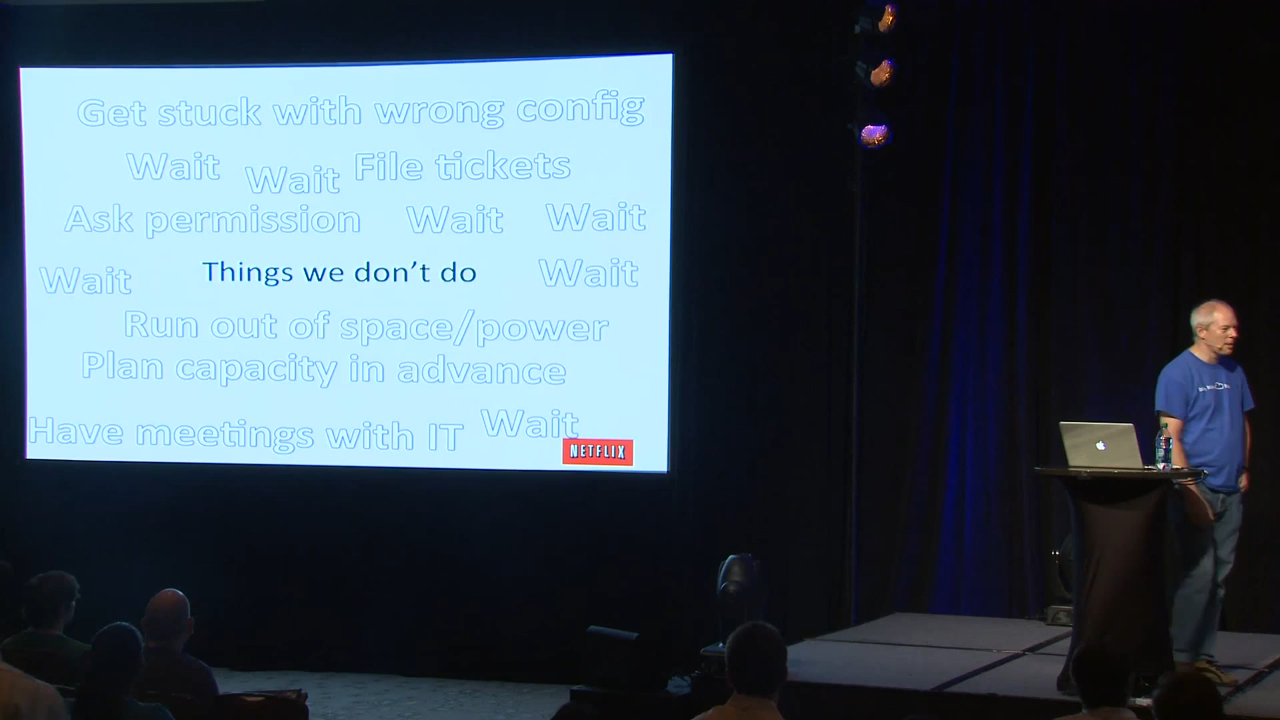 Get stuck with wrong config
Wait Wait File tickets
Ask permission Wait Wait
Wait Things we don't do Wait
Run out of space/power
Plan capacity in advance
Have meetings with IT Wait
NETFLIX